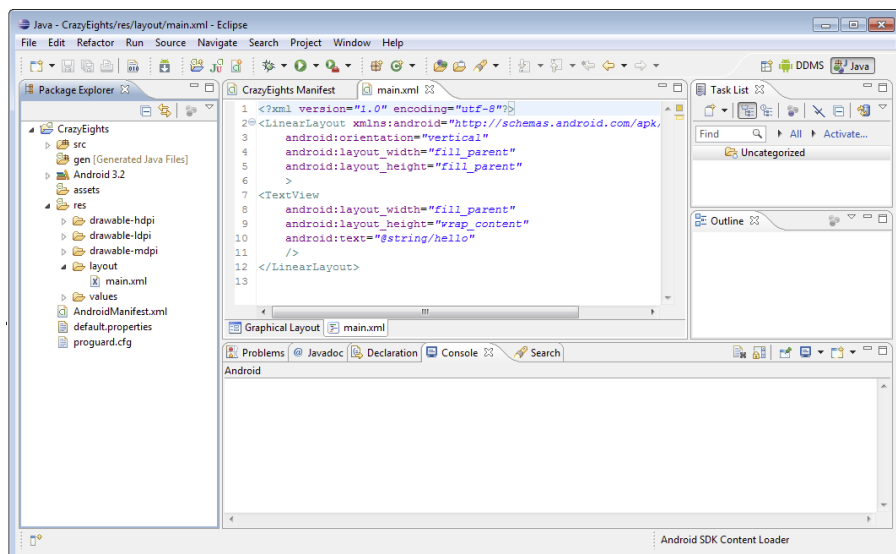 Java - CrazyEights/res/layout/main.xml - Eclipse
File Edit Refactor Run Source Navigate Search Project Window Help
DDMS Java
Package Explorer
CrazyEights
src
gen [Generated Java Files]
Android 3.2
assets
res
drawable-hdpi
drawable-ldpi
drawable-mdpi
layout
main.xml
values
AndroidManifest.xml
default.properties
proguard.cfg
CrazyEights Manifest main.xml
1 <?xml version="1.0" encoding="utf-8"?>
2 <LinearLayout xmlns:android="http://schemas.android.com/apk/
3 android:orientation="vertical"
4 android:layout_width="fill_parent"
5 android:layout_height="fill_parent"
6 >
7 <TextView
8 android:layout_width="fill_parent"
9 android:layout_height="wrap_content"
10 android:text="@string/hello"
11 />
12 </LinearLayout>
13
Graphical Layout main.xml
Task List
Find All Activate...
Uncategorized
Outline
Problems @ Javadoc Declaration Console Search
Android
Android SDK Content Loader